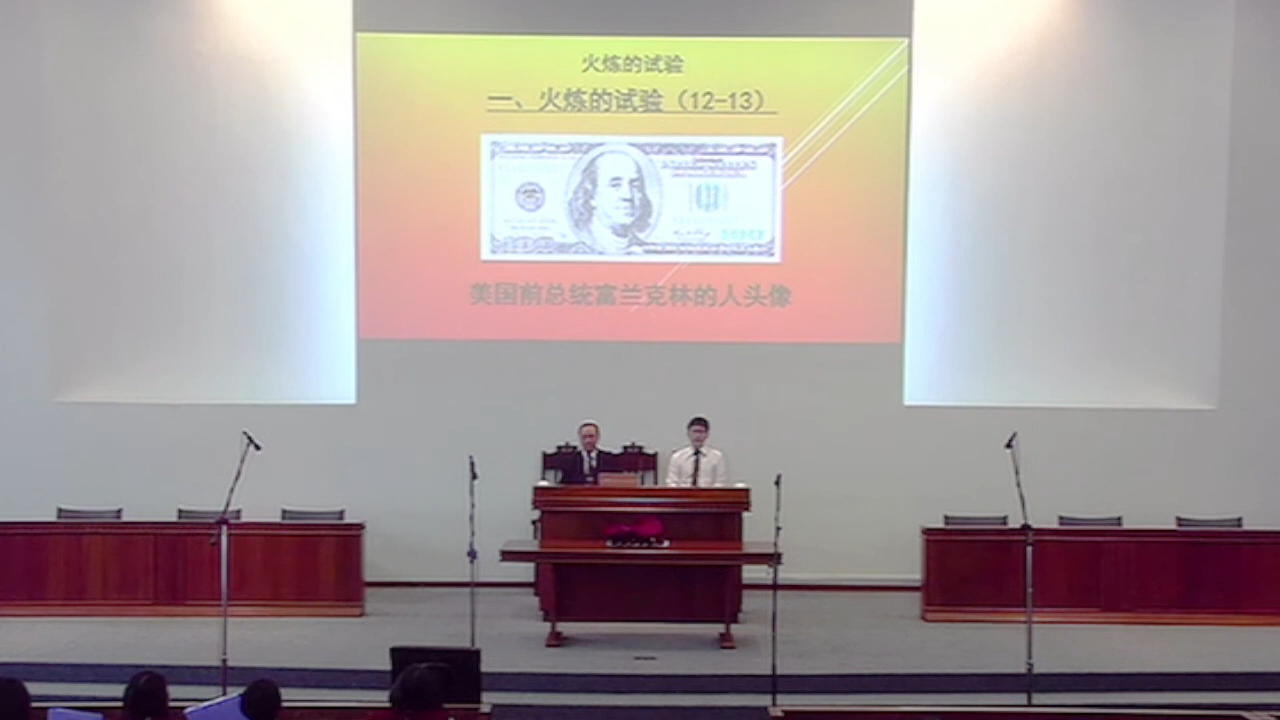 火炼的试验
一、火炼的试验（12-13）
美国前总统富兰克林的人头像